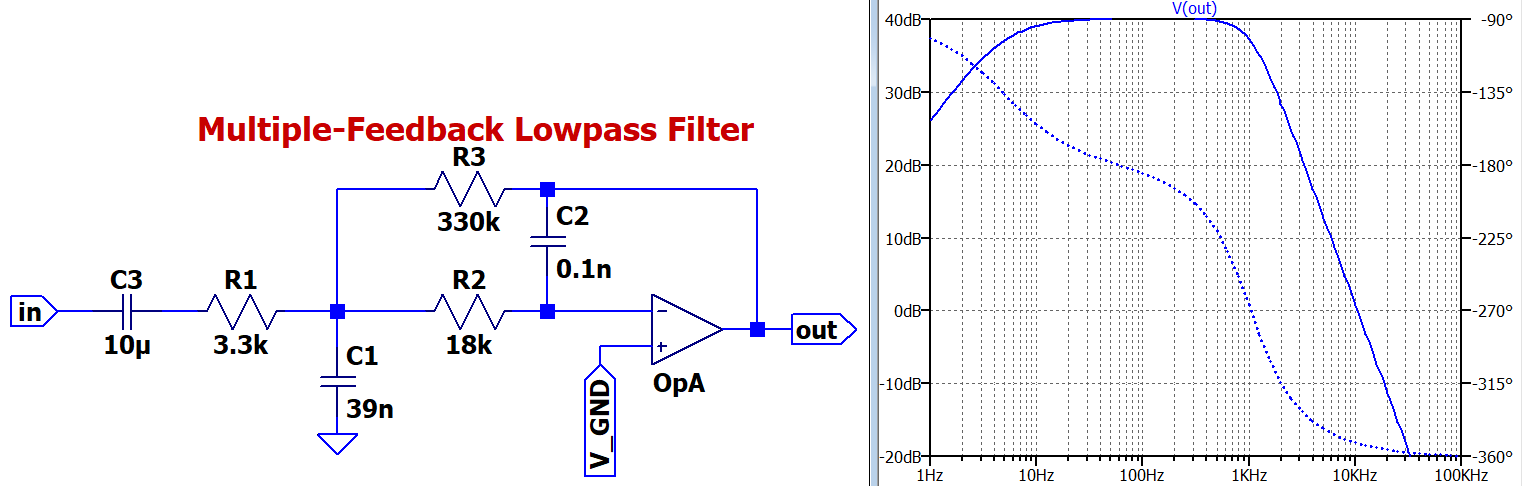 Multiple-Feedback Lowpass Filter
R3
330k
C2
0.1n
C3
10µ
R1
3.3k
R2
18k
in
C1
39n
-
+
OpA
out
V_GND
V(out)
40dB
30dB
20dB
10dB
0dB
-10dB
-20dB
-90°
-135°
-180°
-225°
-270°
-315°
-360°
1Hz 10Hz 100Hz 1KHz 10KHz 100KHz